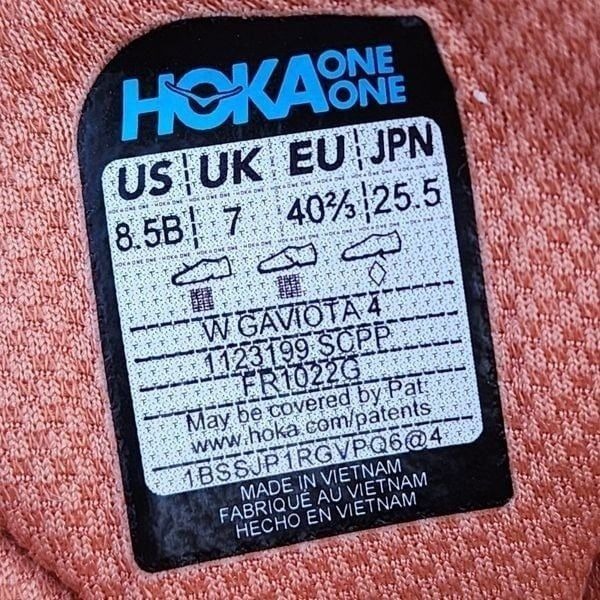 HOKA ONE ONE
US UK EU JPN
8.5B 7 40⅔ 25.5
W GAVIOTA 4
1123199 SCPP
FR1022G
May be covered by Pat:
www.hoka.com/patents
1BSSJP1RGVPQ6@4
MADE IN VIETNAM
FABRIQUÉ AU VIETNAM
HECHO EN VIETNAM